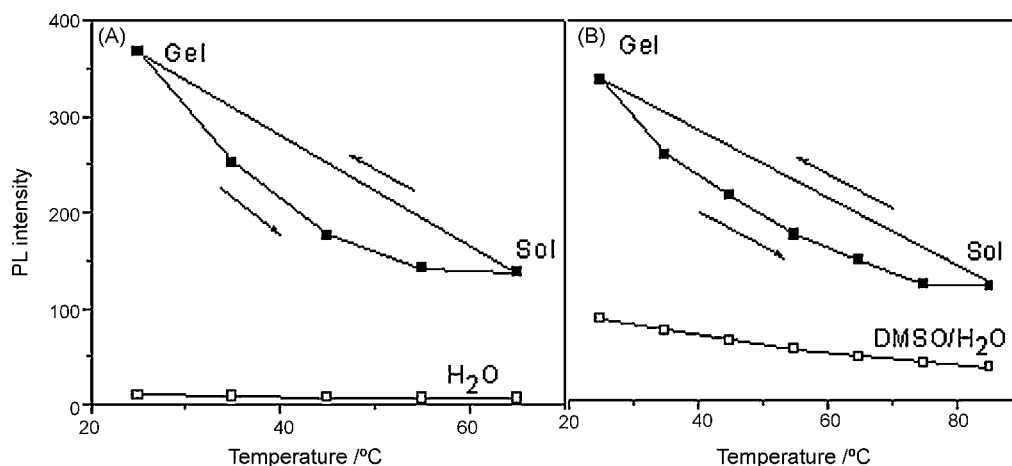 (A)
Gel
Sol
H₂O
PL intensity
400
300
200
100
0
20
40
60
Temperature /ºC
(B)
Gel
Sol
DMSO/H₂O
20
40
60
80
Temperature /ºC